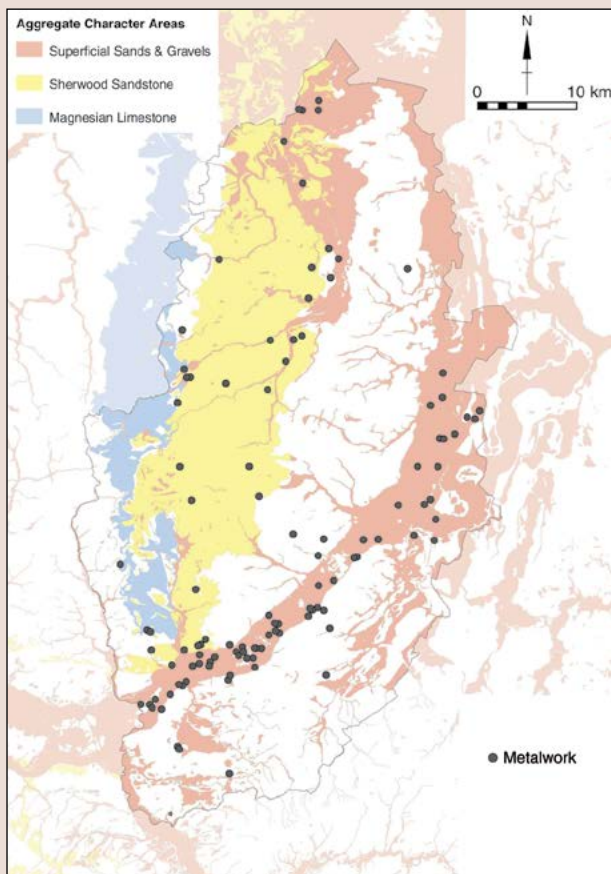 Aggregate Character Areas
Superficial Sands & Gravels
Sherwood Sandstone
Magnesian Limestone
N
0 10 km
Metalwork